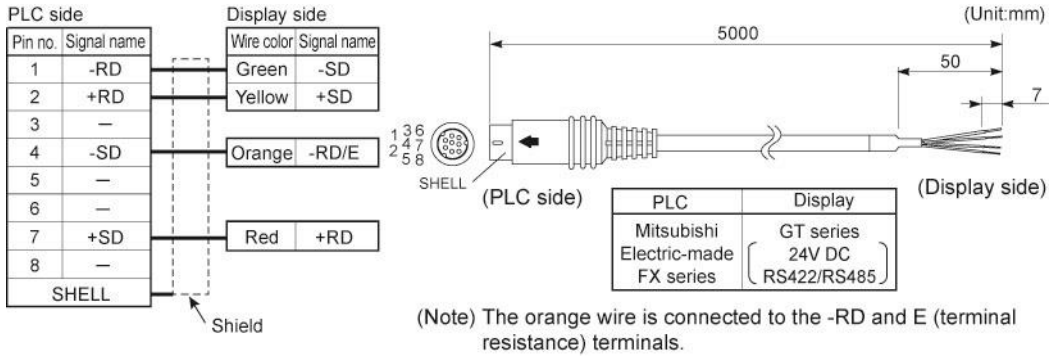 PLC side
Display side
Pin no. Signal name
Wire color Signal name
1 -RD
Green -SD
2 +RD
Yellow +SD
3 —
4 -SD
Orange -RD/E
5 —
6 —
7 +SD
Red +RD
8 —
SHELL
Shield
(Unit:mm)
5000
50
7
1 3 6
4 7
2 5 8
SHELL
(PLC side)
(Display side)
PLC Display
Mitsubishi GT series
Electric-made 24V DC
FX series RS422/RS485
(Note) The orange wire is connected to the -RD and E (terminal
resistance) terminals.